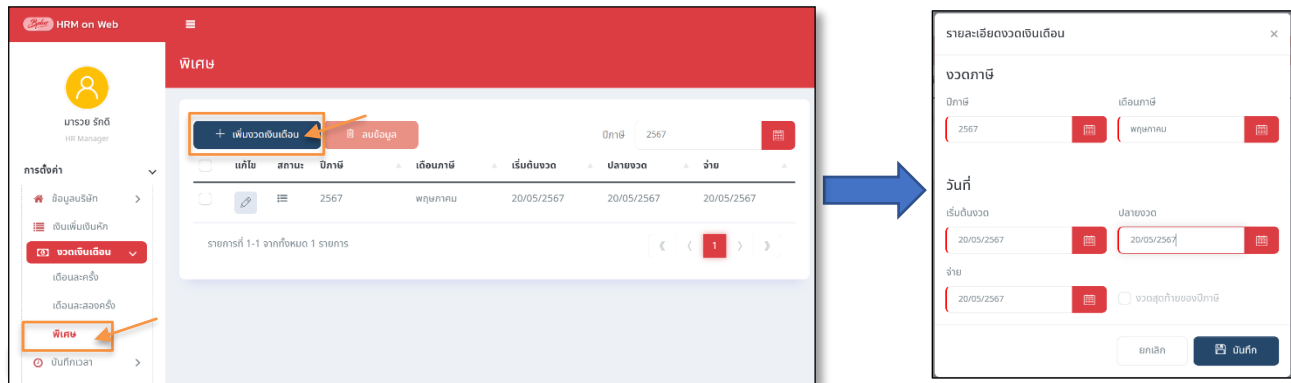 HRM on Web
มารวย รักดี
HR Manager
การตั้งค่า
ข้อมูลบริษัท
เงินเพิ่มเงินหัก
งวดเงินเดือน
เดือนละครั้ง
เดือนละสองครั้ง
พิเศษ
บันทึกเวลา
พิเศษ
+ เพิ่มงวดเงินเดือน ลบข้อมูล ปีภาษี 2567
แก้ไข สถานะ ปีภาษี เดือนภาษี เริ่มต้นงวด ปลายงวด จ่าย
2567 พฤษภาคม 20/05/2567 20/05/2567 20/05/2567
รายการที่ 1-1 จากทั้งหมด 1 รายการ 1
รายละเอียดงวดเงินเดือน ×
งวดภาษี
ปีภาษี เดือนภาษี
2567 พฤษภาคม
วันที่
เริ่มต้นงวด ปลายงวด
20/05/2567 20/05/2567
จ่าย
20/05/2567 งวดสุดท้ายของปีภาษี
ยกเลิก บันทึก